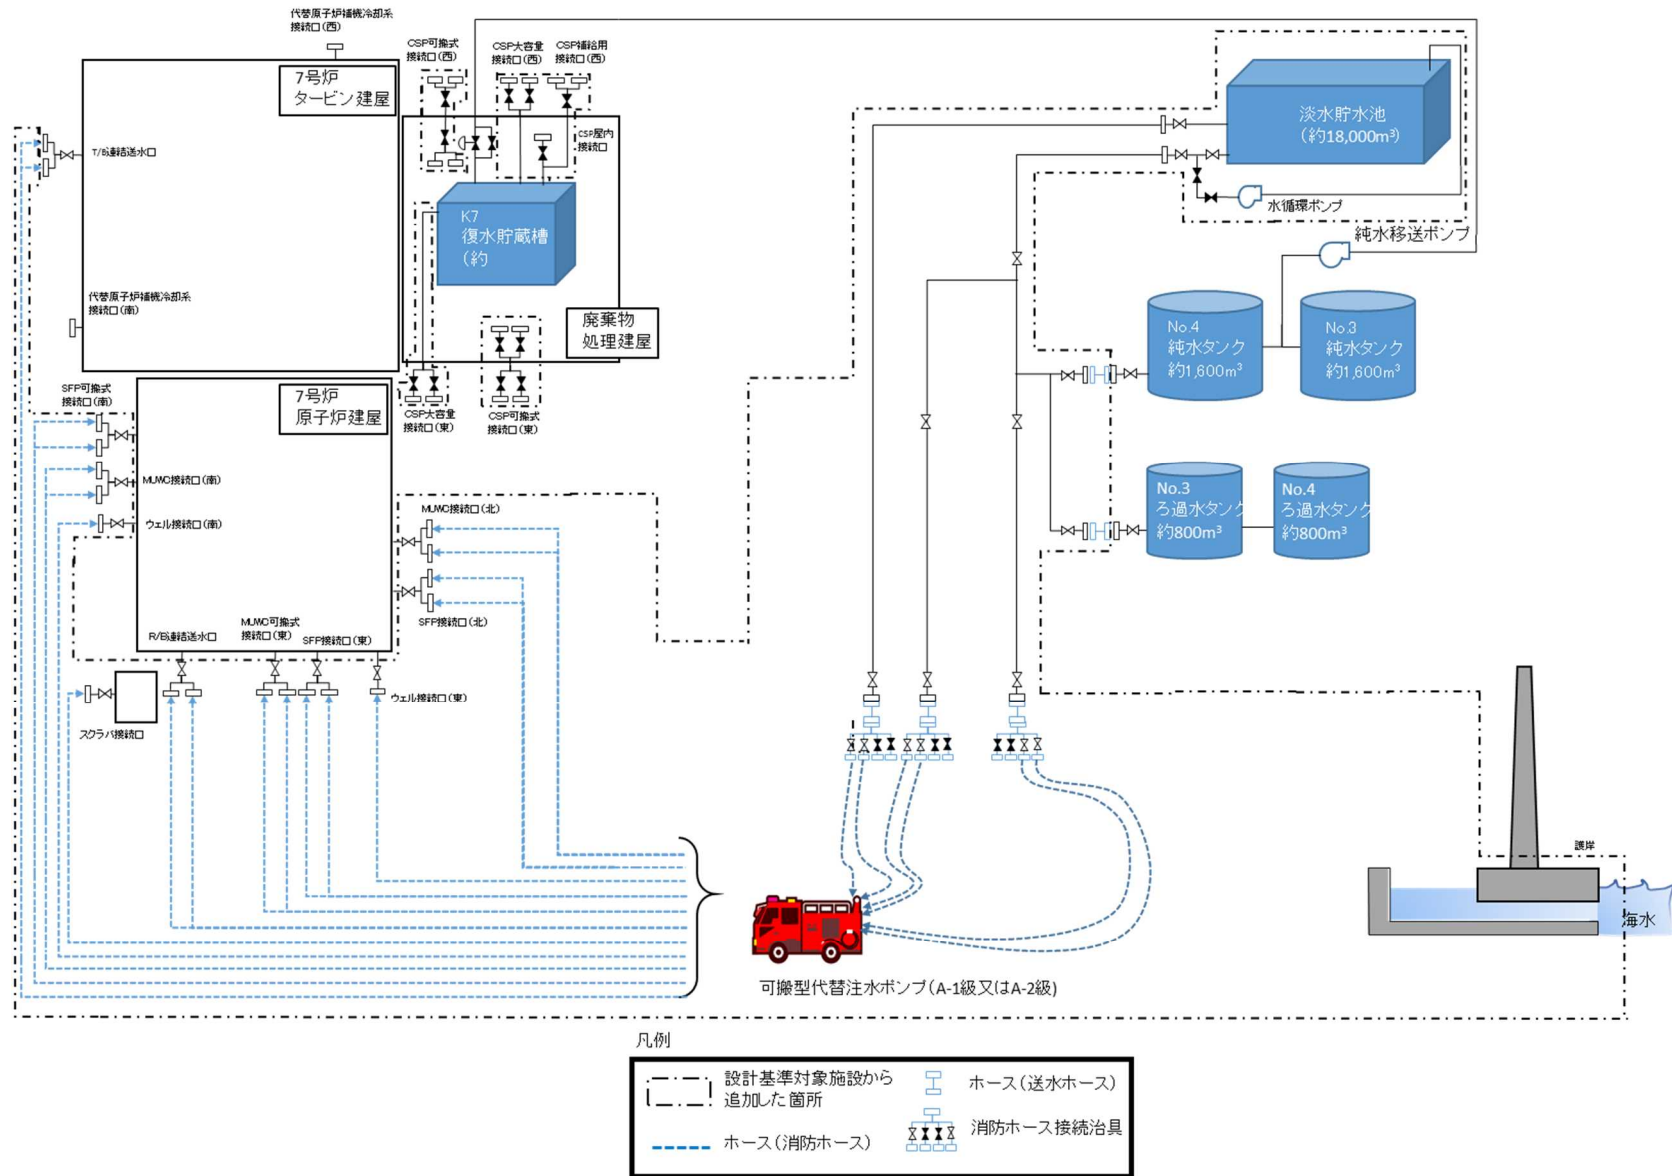 代替原子炉補機冷却系
接続口(西)
CSP可搬式
接続口(西)
CSP大容量
接続口(西)
CSP補給用
接続口(西)
7号炉
タービン建屋
T/B連結送水口
CSP屋内
接続口
K7
復水貯蔵槽
(約
淡水貯水池
(約18,000m³)
水循環ポンプ
純水移送ポンプ
代替原子炉補機冷却系
接続口(南)
廃棄物
処理建屋
No.4
純水タンク
約1,600m³
No.3
純水タンク
約1,600m³
SFP可搬式
接続口(南)
7号炉
原子炉建屋
CSP大容量
接続口(東)
CSP可搬式
接続口(東)
MUWC接続口(南)
ウェル接続口(南)
MUWC接続口(北)
No.3
ろ過水タンク
約800m³
No.4
ろ過水タンク
約800m³
SFP接続口(北)
R/B連結送水口
MUWC可搬式
接続口(東)
SFP接続口(東)
ウェル接続口(東)
スクラバ接続口
護岸
海水
可搬型代替注水ポンプ(A-1級又はA-2級)
凡例
設計基準対象施設から
追加した箇所
ホース(送水ホース)
ホース(消防ホース)
消防ホース接続治具